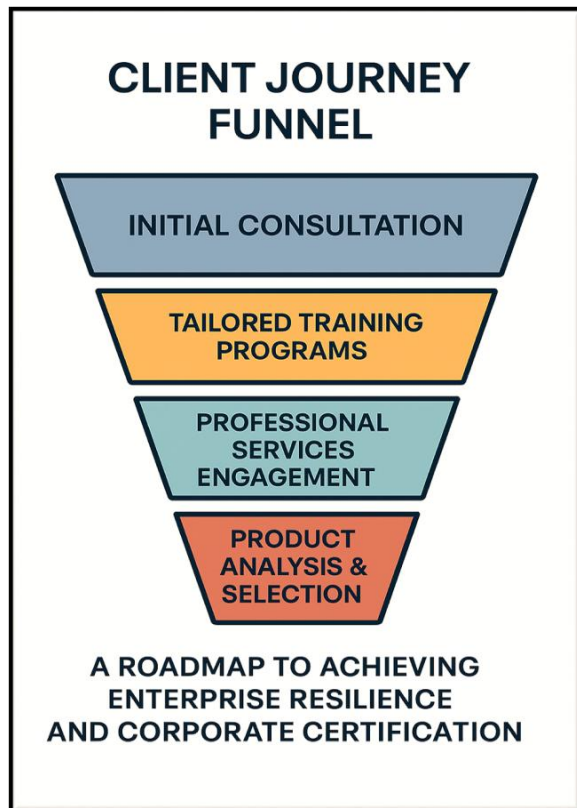 CLIENT JOURNEY
FUNNEL
INITIAL CONSULTATION
TAILORED TRAINING
PROGRAMS
PROFESSIONAL
SERVICES
ENGAGEMENT
PRODUCT
ANALYSIS &
SELECTION
A ROADMAP TO ACHIEVING
ENTERPRISE RESILIENCE
AND CORPORATE CERTIFICATION